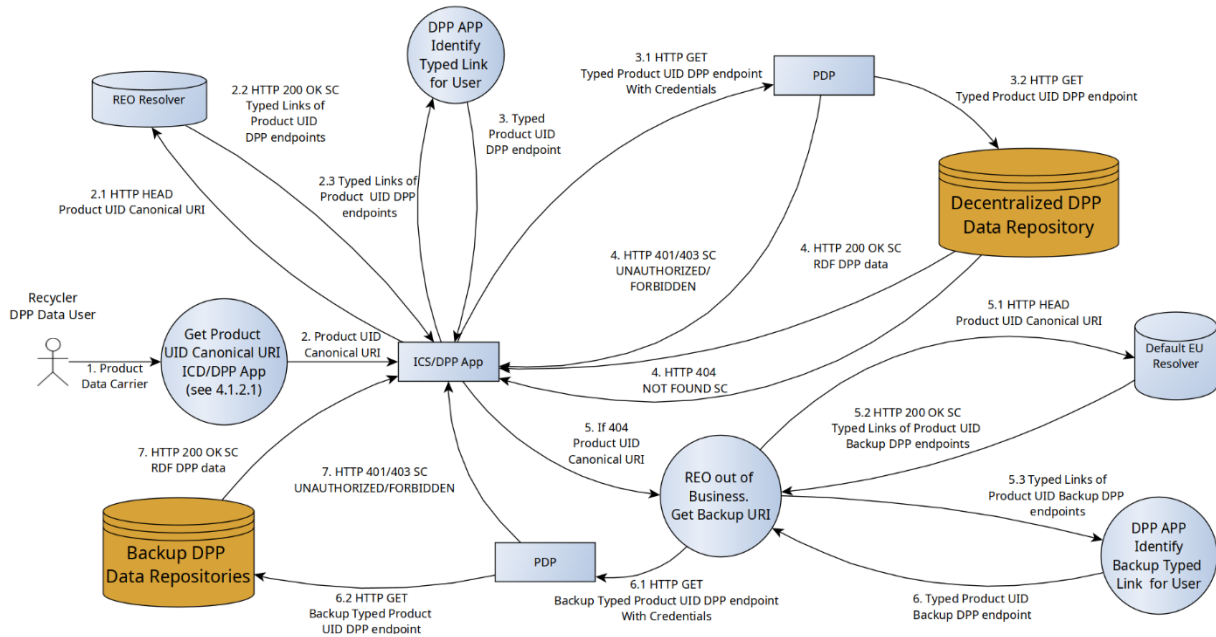 DPP APP
Identify
Typed Link
for User
3.1 HTTP GET
Typed Product UID DPP endpoint
With Credentials
PDP
3.2 HTTP GET
Typed Product UID DPP endpoint
2.2 HTTP 200 OK SC
Typed Links of
Product UID
DPP endpoints
REO Resolver
3. Typed
Product UID
DPP endpoint
2.1 HTTP HEAD
Product UID Canonical URI
2.3 Typed Links of
Product UID DPP
endpoints
Decentralized DPP
Data Repository
4. HTTP 401/403 SC
UNAUTHORIZED/
FORBIDDEN
4. HTTP 200 OK SC
RDF DPP data
Recycler
DPP Data User
1. Product
Data Carrier
Get Product
UID Canonical URI
ICD/DPP App
(see 4.1.2.1)
2. Product UID
Canonical URI
ICS/DPP App
4. HTTP 404
NOT FOUND SC
5.1 HTTP HEAD
Product UID Canonical URI
Default EU
Resolver
5.2 HTTP 200 OK SC
Typed Links of Product UID
Backup DPP endpoints
5. If 404
Product UID
Canonical URI
7. HTTP 200 OK SC
RDF DPP data
7. HTTP 401/403 SC
UNAUTHORIZED/FORBIDDEN
REO out of
Business.
Get Backup URI
5.3 Typed Links of
Product UID Backup DPP
endpoints
DPP APP
Identify
Backup Typed
Link for User
Backup DPP
Data Repositories
PDP
6.2 HTTP GET
Backup Typed Product
UID DPP endpoint
6.1 HTTP GET
Backup Typed Product UID DPP endpoint
With Credentials
6. Typed Product UID
Backup DPP endpoint